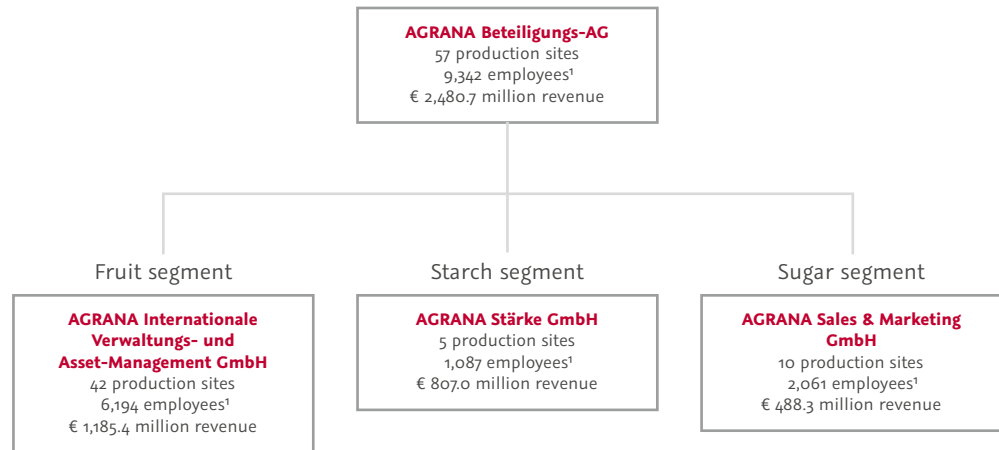 AGRANA Beteiligungs-AG
57 production sites
9,342 employees¹
€ 2,480.7 million revenue
Fruit segment
AGRANA Internationale
Verwaltungs- und
Asset-Management GmbH
42 production sites
6,194 employees¹
€ 1,185.4 million revenue
Starch segment
AGRANA Stärke GmbH
5 production sites
1,087 employees¹
€ 807.0 million revenue
Sugar segment
AGRANA Sales & Marketing
GmbH
10 production sites
2,061 employees¹
€ 488.3 million revenue